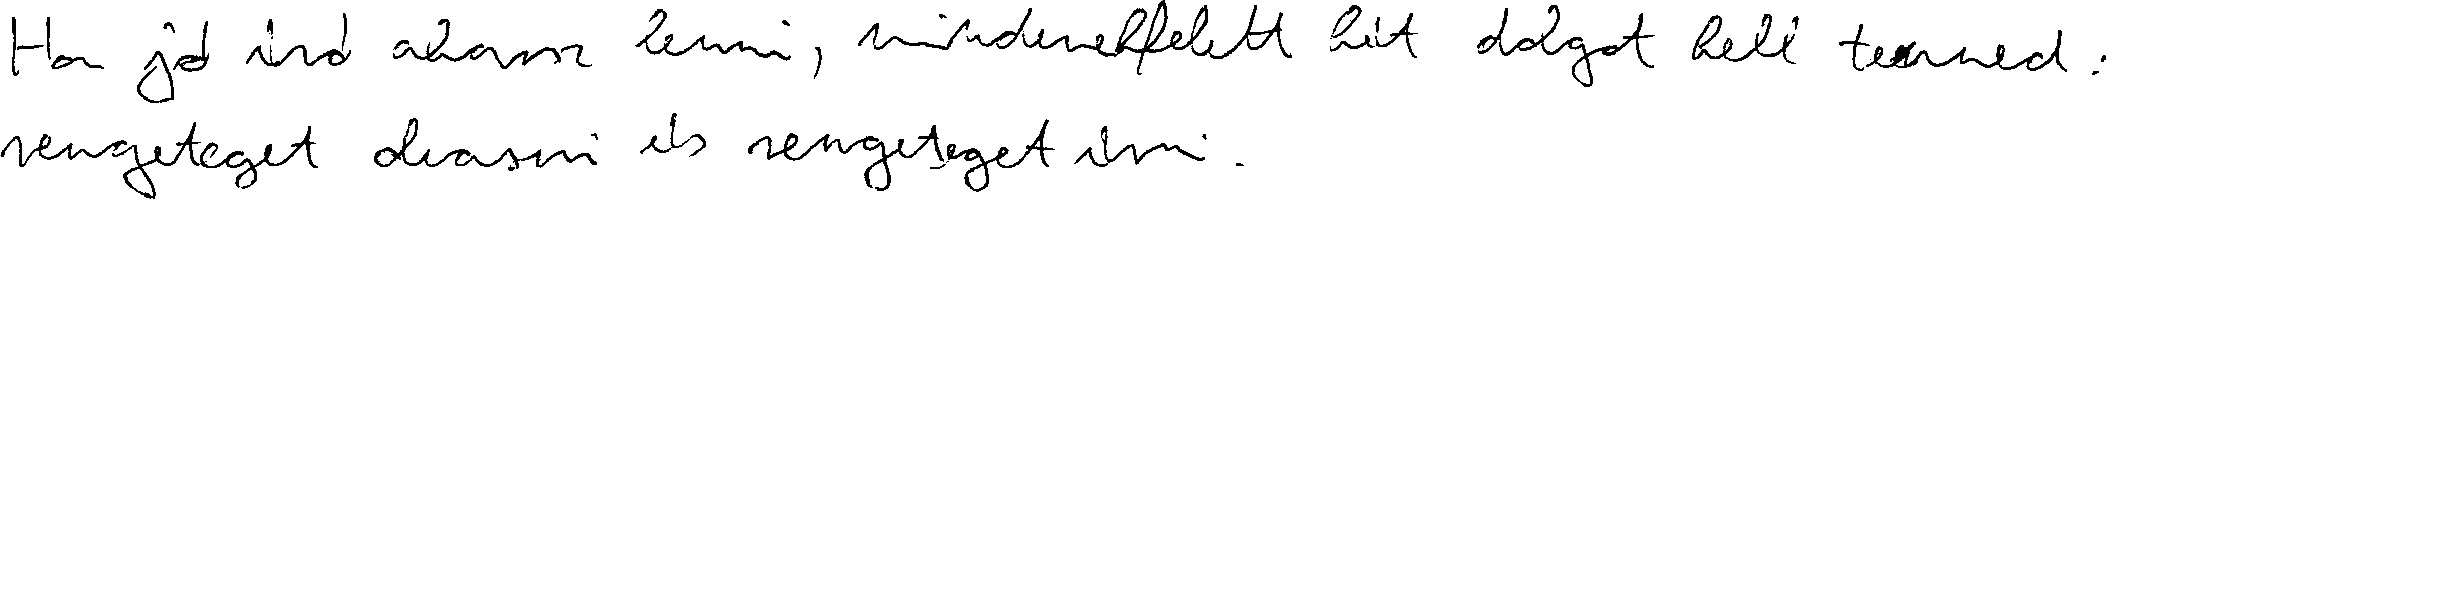 Ha jó író akarsz lenni, mindenekfelett két dolgot kell tenned:
rengeteget olvasni és rengeteget írni.